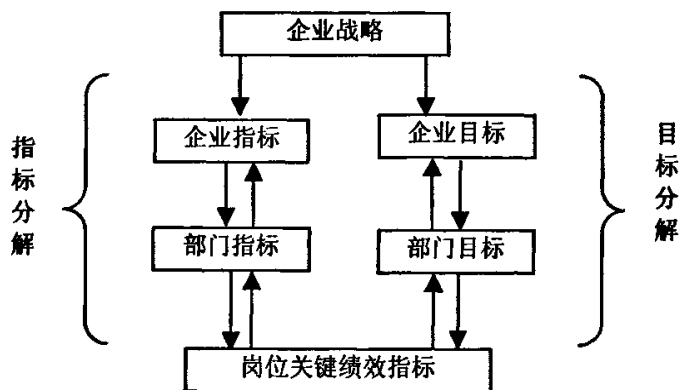 企业战略
指标分解
企业指标
企业目标
目标分解
部门指标
部门目标
岗位关键绩效指标